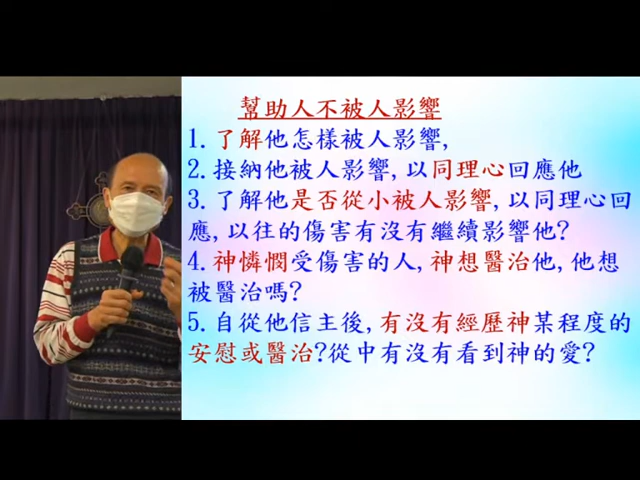 幫助人不被人影響
1.了解他怎樣被人影響,
2.接納他被人影響,以同理心回應他
3.了解他是否從小被人影響,以同理心回
應,以往的傷害有沒有繼續影響他?
4.神憐憫受傷害的人,神想醫治他,他想
被醫治嗎?
5.自從他信主後,有沒有經歷神某程度的
安慰或醫治?從中有沒有看到神的愛?